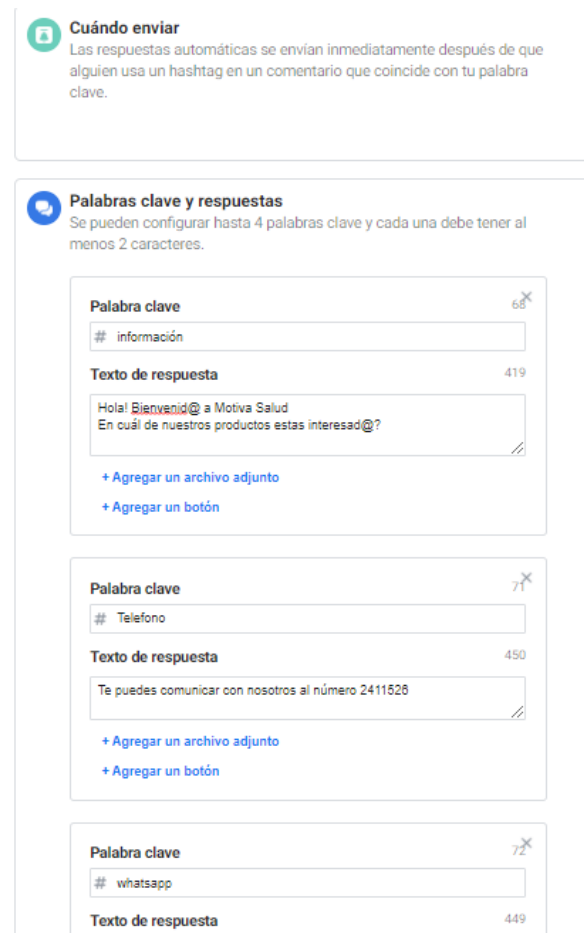 Cuándo enviar
Las respuestas automáticas se envían inmediatamente después de que
alguien usa un hashtag en un comentario que coincide con tu palabra
clave.
Palabras clave y respuestas
Se pueden configurar hasta 4 palabras clave y cada una debe tener al
menos 2 caracteres.
Palabra clave 68
# información
Texto de respuesta 419
Hola! Bienvenid@ a Motiva Salud
En cuál de nuestros productos estas interesad@?
+ Agregar un archivo adjunto
+ Agregar un botón
Palabra clave 71
# Telefono
Texto de respuesta 450
Te puedes comunicar con nosotros al número 2411526
+ Agregar un archivo adjunto
+ Agregar un botón
Palabra clave 72
# whatsapp
Texto de respuesta 449